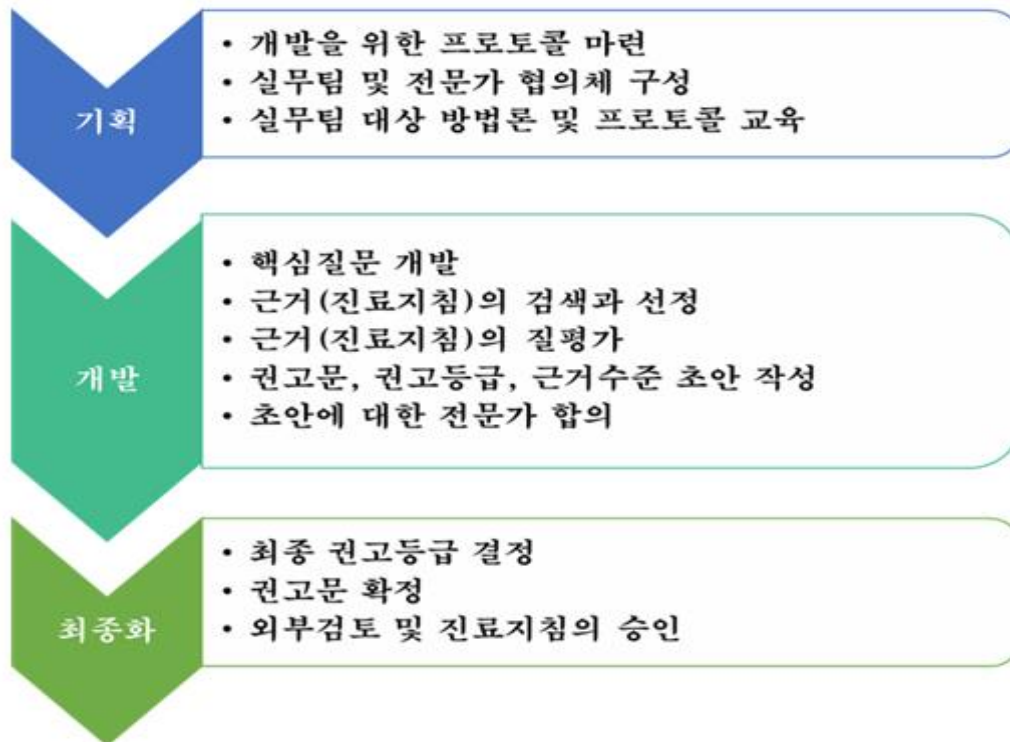 기획
• 개발을 위한 프로토콜 마련
• 실무팀 및 전문가 협의체 구성
• 실무팀 대상 방법론 및 프로토콜 교육
개발
• 핵심질문 개발
• 근거(진료지침)의 검색과 선정
• 근거(진료지침)의 질평가
• 권고문, 권고등급, 근거수준 초안 작성
• 초안에 대한 전문가 합의
최종화
• 최종 권고등급 결정
• 권고문 확정
• 외부검토 및 진료지침의 승인